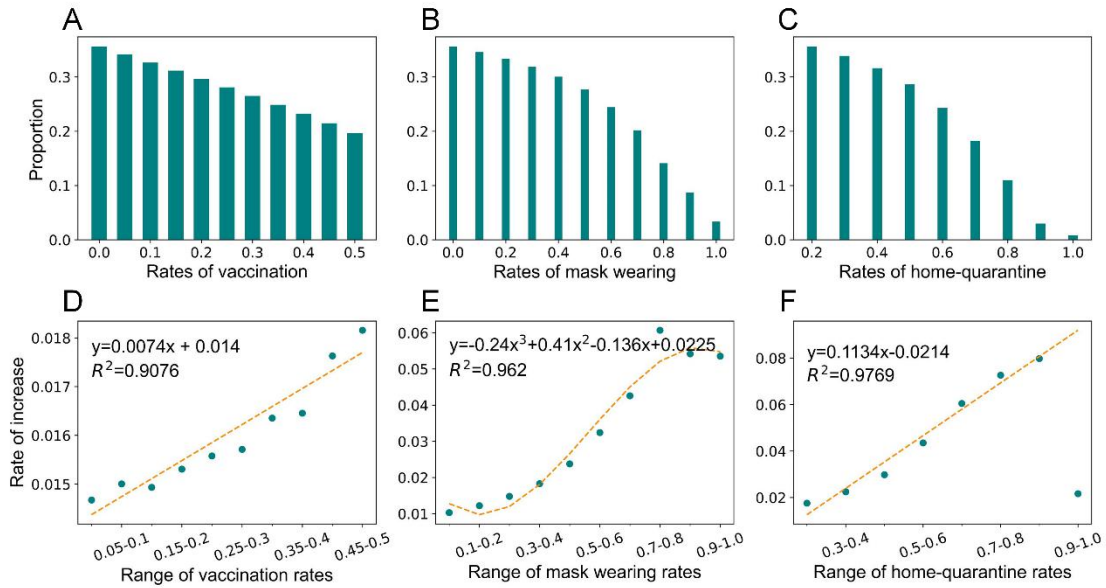 A
B
C
Proportion
0.3
0.2
0.1
0.0
0.0 0.1 0.2 0.3 0.4 0.5
Rates of vaccination
0.3
0.2
0.1
0.0
0.0 0.2 0.4 0.6 0.8 1.0
Rates of mask wearing
0.3
0.2
0.1
0.0
0.2 0.4 0.6 0.8 1.0
Rates of home-quarantine
D
E
F
Rate of increase
0.018
0.017
0.016
0.015
y=0.0074x + 0.014
R²=0.9076
0.05-0.1 0.15-0.2 0.25-0.3 0.35-0.4 0.45-0.5
Range of vaccination rates
0.06
0.05
0.04
0.03
0.02
0.01
y=-0.24x³+0.41x²-0.136x+0.0225
R²=0.962
0.1-0.2 0.3-0.4 0.5-0.6 0.7-0.8 0.9-1.0
Range of mask wearing rates
0.08
0.06
0.04
0.02
y=0.1134x-0.0214
R²=0.9769
0.3-0.4 0.5-0.6 0.7-0.8 0.9-1.0
Range of home-quarantine rates